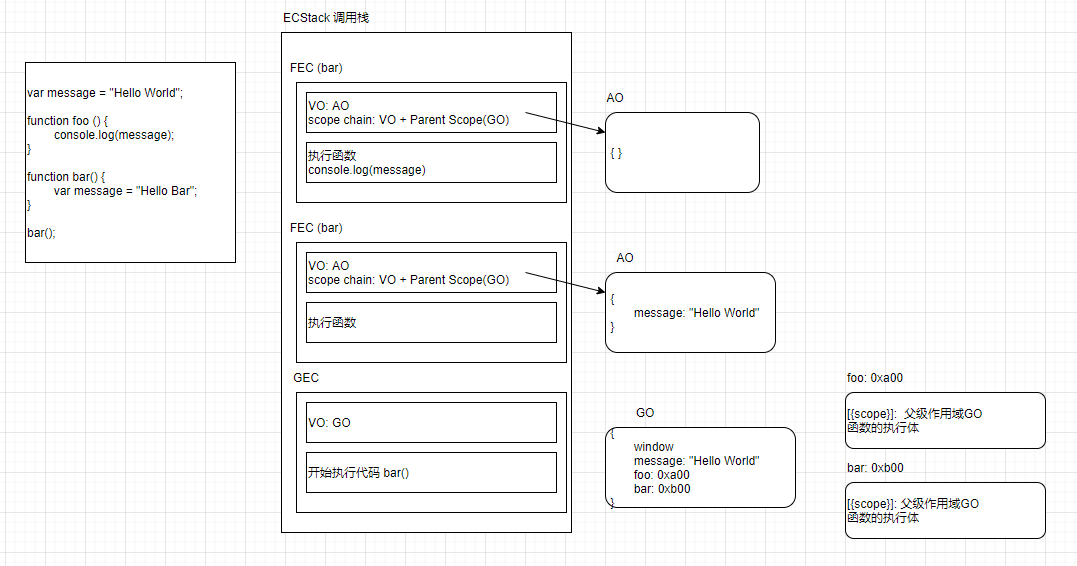 ECStack 调用栈
var message = "Hello World";
function foo () {
console.log(message);
}
function bar() {
var message = "Hello Bar";
}
bar();
FEC (bar)
VO: AO
scope chain: VO + Parent Scope(GO)
执行函数
console.log(message)
AO
{ }
FEC (bar)
VO: AO
scope chain: VO + Parent Scope(GO)
执行函数
AO
{
message: "Hello World"
}
GEC
VO: GO
开始执行代码 bar()
GO
{
window
message: "Hello World"
foo: 0xa00
bar: 0xb00
}
foo: 0xa00
[{scope}]: 父级作用域GO
函数的执行体
bar: 0xb00
[{scope}]: 父级作用域GO
函数的执行体